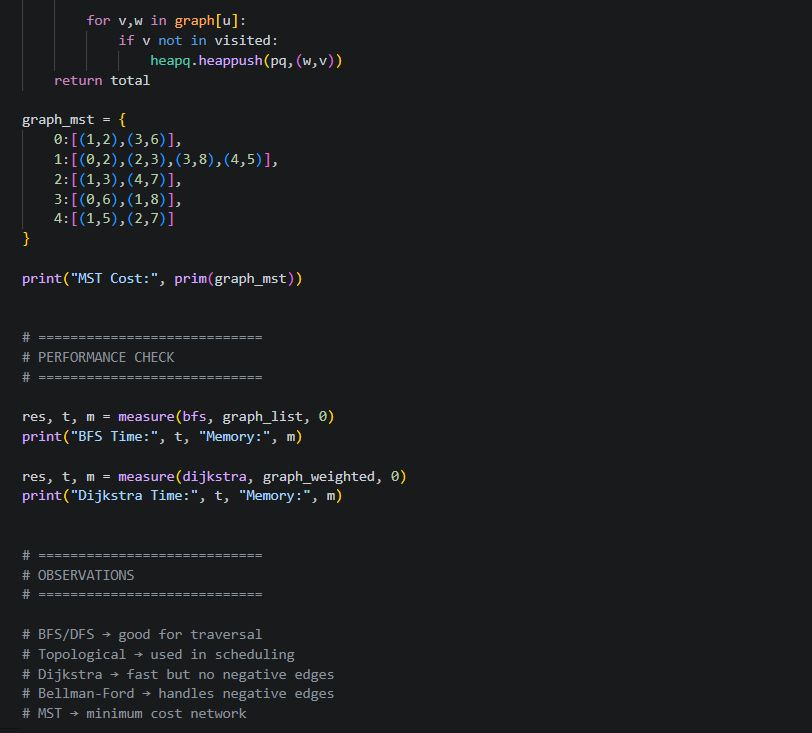 for v,w in graph[u]:
            if v not in visited:
                heapq.heappush(pq,(w,v))
    return total

graph_mst = {
    0:[(1,2),(3,6)],
    1:[(0,2),(2,3),(3,8),(4,5)],
    2:[(1,3),(4,7)],
    3:[(0,6),(1,8)],
    4:[(1,5),(2,7)]
}

print("MST Cost:", prim(graph_mst))


# ============================
# PERFORMANCE CHECK
# ============================

res, t, m = measure(bfs, graph_list, 0)
print("BFS Time:", t, "Memory:", m)

res, t, m = measure(dijkstra, graph_weighted, 0)
print("Dijkstra Time:", t, "Memory:", m)


# ============================
# OBSERVATIONS
# ============================

# BFS/DFS → good for traversal
# Topological → used in scheduling
# Dijkstra → fast but no negative edges
# Bellman-Ford → handles negative edges
# MST → minimum cost network